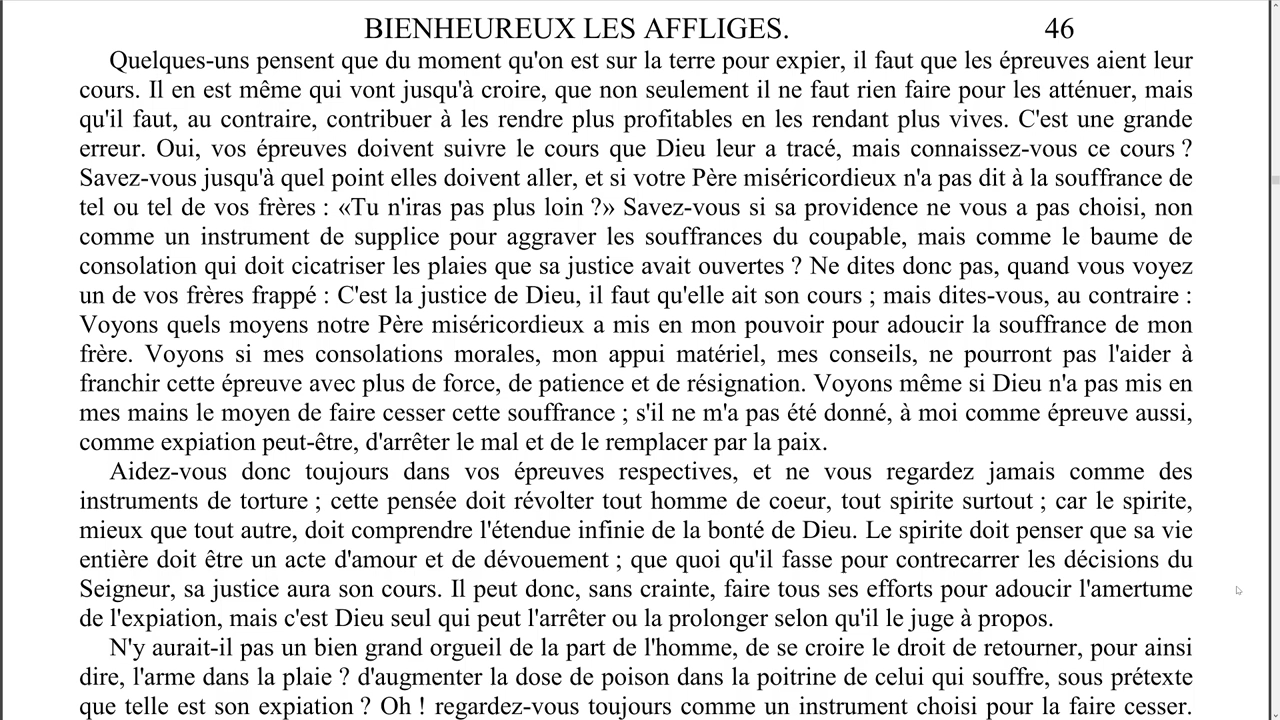 BIENHEUREUX LES AFFLIGES. 46
Quelques-uns pensent que du moment qu'on est sur la terre pour expier, il faut que les épreuves aient leur
cours. Il en est même qui vont jusqu'à croire, que non seulement il ne faut rien faire pour les atténuer, mais
qu'il faut, au contraire, contribuer à les rendre plus profitables en les rendant plus vives. C'est une grande
erreur. Oui, vos épreuves doivent suivre le cours que Dieu leur a tracé, mais connaissez-vous ce cours ?
Savez-vous jusqu'à quel point elles doivent aller, et si votre Père miséricordieux n'a pas dit à la souffrance de
tel ou tel de vos frères : «Tu n'iras pas plus loin ?» Savez-vous si sa providence ne vous a pas choisi, non
comme un instrument de supplice pour aggraver les souffrances du coupable, mais comme le baume de
consolation qui doit cicatriser les plaies que sa justice avait ouvertes ? Ne dites donc pas, quand vous voyez
un de vos frères frappé : C'est la justice de Dieu, il faut qu'elle ait son cours ; mais dites-vous, au contraire :
Voyons quels moyens notre Père miséricordieux a mis en mon pouvoir pour adoucir la souffrance de mon
frère. Voyons si mes consolations morales, mon appui matériel, mes conseils, ne pourront pas l'aider à
franchir cette épreuve avec plus de force, de patience et de résignation. Voyons même si Dieu n'a pas mis en
mes mains le moyen de faire cesser cette souffrance ; s'il ne m'a pas été donné, à moi comme épreuve aussi,
comme expiation peut-être, d'arrêter le mal et de le remplacer par la paix.
Aidez-vous donc toujours dans vos épreuves respectives, et ne vous regardez jamais comme des
instruments de torture ; cette pensée doit révolter tout homme de coeur, tout spirite surtout ; car le spirite,
mieux que tout autre, doit comprendre l'étendue infinie de la bonté de Dieu. Le spirite doit penser que sa vie
entière doit être un acte d'amour et de dévouement ; que quoi qu'il fasse pour contrecarrer les décisions du
Seigneur, sa justice aura son cours. Il peut donc, sans crainte, faire tous ses efforts pour adoucir l'amertume
de l'expiation, mais c'est Dieu seul qui peut l'arrêter ou la prolonger selon qu'il le juge à propos.
N'y aurait-il pas un bien grand orgueil de la part de l'homme, de se croire le droit de retourner, pour ainsi
dire, l'arme dans la plaie ? d'augmenter la dose de poison dans la poitrine de celui qui souffre, sous prétexte
que telle est son expiation ? Oh ! regardez-vous toujours comme un instrument choisi pour la faire cesser.